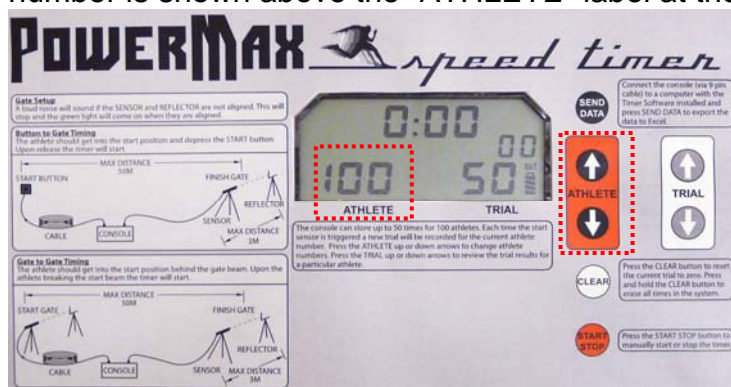 number is shown above the "ATHLETE" label at the
POWERMAX speed timer
Gate Setup
A loud noise will sound if the SENSOR and REFLECTOR are not aligned. This will
stop and the green light will come on when they are aligned.
Button to Gate Timing
The athlete should get into the start position and depress the START button.
Upon release the timer will start.
MAX DISTANCE
50M
START BUTTON
FINISH GATE
REFLECTOR
SENSOR
MAX DISTANCE
3M
CABLE
CONSOLE
Gate to Gate Timing
The athlete should get into the start position behind the gate beam. Upon the
athlete breaking the start beam the timer will start.
MAX DISTANCE
50M
START GATE
FINISH GATE
REFLECTOR
CABLE
CONSOLE
SENSOR
MAX DISTANCE
3M
0:00
00
100
50
BAT
ATHLETE
TRIAL
The console can store up to 50 times for 100 athletes. Each time the start
sensor is triggered a new trial will be recorded for the current athlete
number. Press the ATHLETE up or down arrows to change athlete
numbers. Press the TRIAL up or down arrows to review the trial results for
a particular athlete.
SEND
DATA
Connect the console (via 9 pin
cable) to a computer with the
Timer Software installed and
press SEND DATA to export the
data to Excel.
ATHLETE
TRIAL
CLEAR
Press the CLEAR button to reset
the current trial to zero. Press
and hold the CLEAR button to
erase all times in the system.
START
STOP
Press the START STOP button to
manually start or stop the timer.